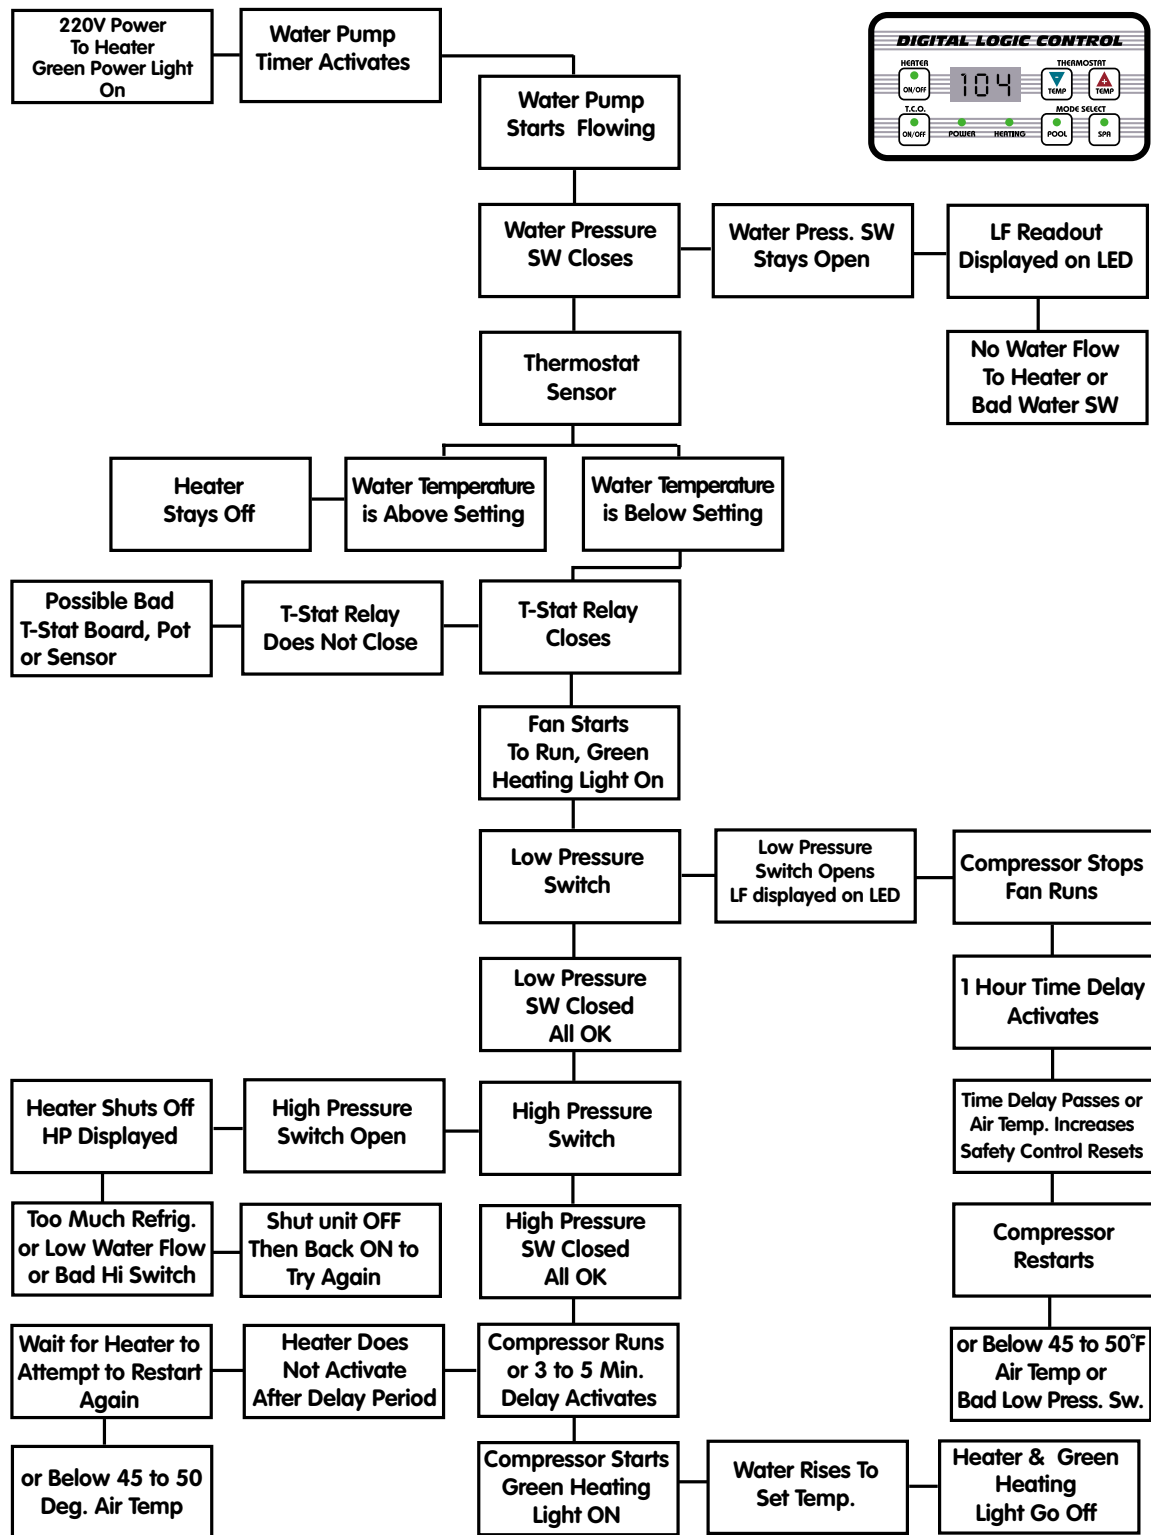 220V Power
To Heater
Green Power Light
On
Water Pump
Timer Activates
DIGITAL LOGIC CONTROL
HEATER
THERMOSTAT
ON/OFF
104
TEMP
TEMP
T.C.O.
MODE SELECT
ON/OFF
POWER
HEATING
POOL
SPA
Water Pump
Starts Flowing
Water Pressure
SW Closes
Water Press. SW
Stays Open
LF Readout
Displayed on LED
No Water Flow
To Heater or
Bad Water SW
Thermostat
Sensor
Heater
Stays Off
Water Temperature
is Above Setting
Water Temperature
is Below Setting
Possible Bad
T-Stat Board, Pot
or Sensor
T-Stat Relay
Does Not Close
T-Stat Relay
Closes
Fan Starts
To Run, Green
Heating Light On
Low Pressure
Switch
Low Pressure
Switch Opens
LF displayed on LED
Compressor Stops
Fan Runs
Low Pressure
SW Closed
All OK
1 Hour Time Delay
Activates
Heater Shuts Off
HP Displayed
High Pressure
Switch Open
High Pressure
Switch
Time Delay Passes or
Air Temp. Increases
Safety Control Resets
Too Much Refrig.
or Low Water Flow
or Bad Hi Switch
Shut unit OFF
Then Back ON to
Try Again
High Pressure
SW Closed
All OK
Compressor
Restarts
Wait for Heater to
Attempt to Restart
Again
Heater Does
Not Activate
After Delay Period
Compressor Runs
or 3 to 5 Min.
Delay Activates
or Below 45 to 50°F
Air Temp or
Bad Low Press. Sw.
or Below 45 to 50
Deg. Air Temp
Compressor Starts
Green Heating
Light ON
Water Rises To
Set Temp.
Heater & Green
Heating
Light Go Off